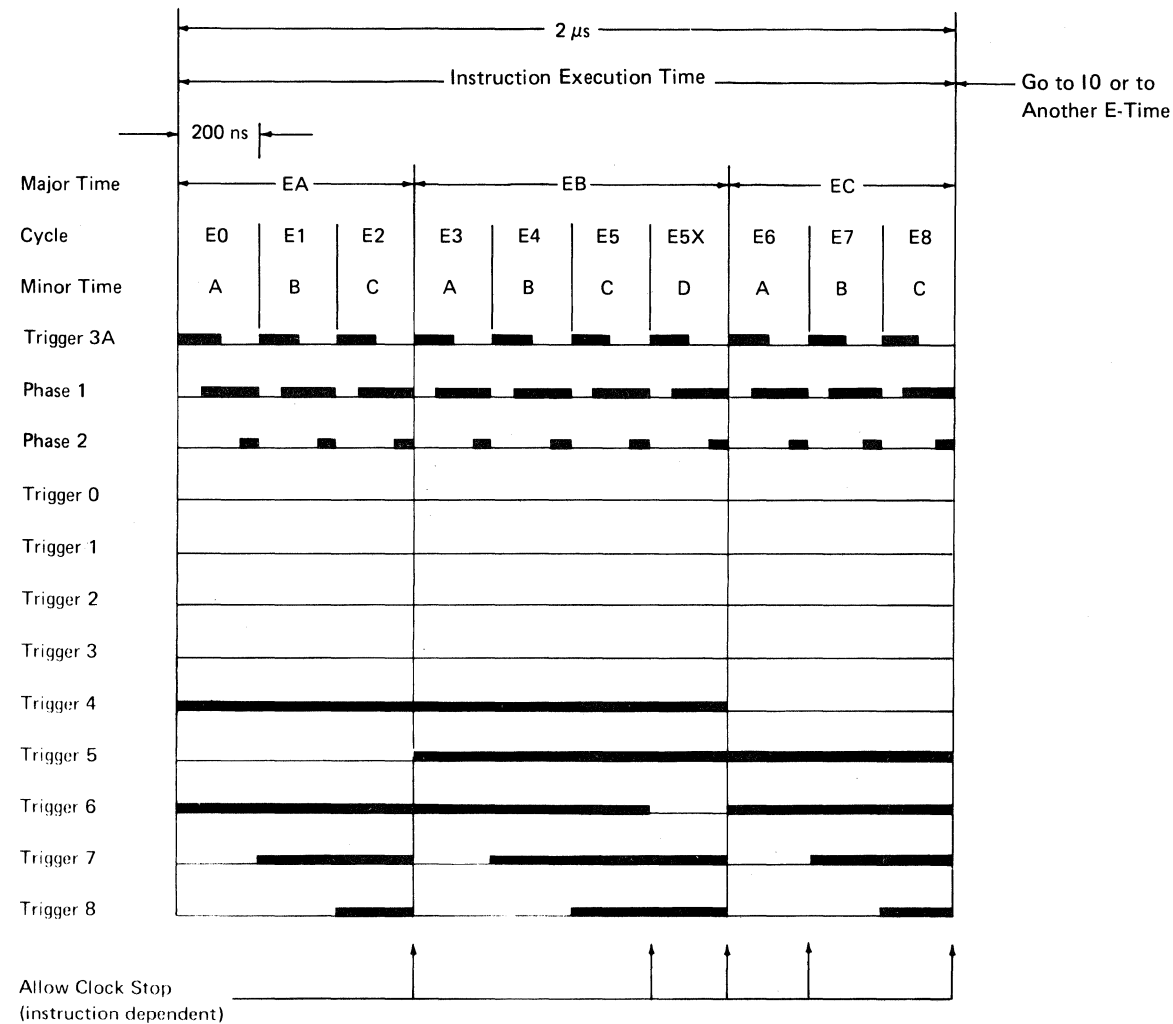 2 μs
Instruction Execution Time
Go to I0 or to
Another E-Time
200 ns
Major Time EA EB EC
Cycle E0 E1 E2 E3 E4 E5 E5X E6 E7 E8
Minor Time A B C A B C D A B C
Trigger 3A
Phase 1
Phase 2
Trigger 0
Trigger 1
Trigger 2
Trigger 3
Trigger 4
Trigger 5
Trigger 6
Trigger 7
Trigger 8
Allow Clock Stop
(instruction dependent)